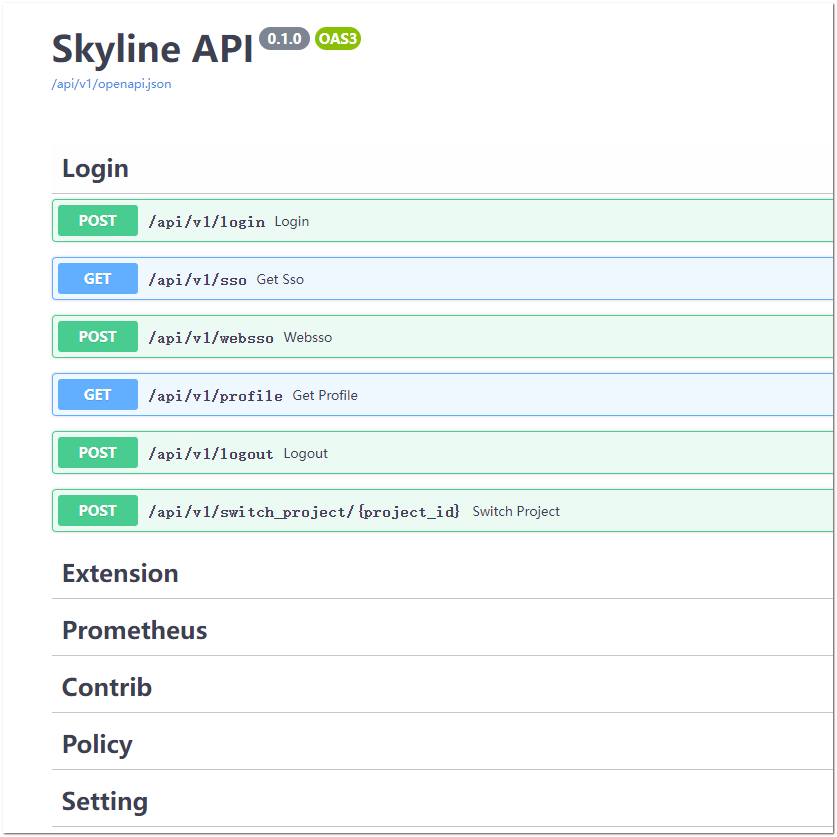 Skyline API 0.1.0 OAS3
/api/v1/openapi.json
Login
POST /api/v1/login Login
GET /api/v1/sso Get Sso
POST /api/v1/websso Websso
GET /api/v1/profile Get Profile
POST /api/v1/logout Logout
POST /api/v1/switch_project/{project_id} Switch Project
Extension
Prometheus
Contrib
Policy
Setting